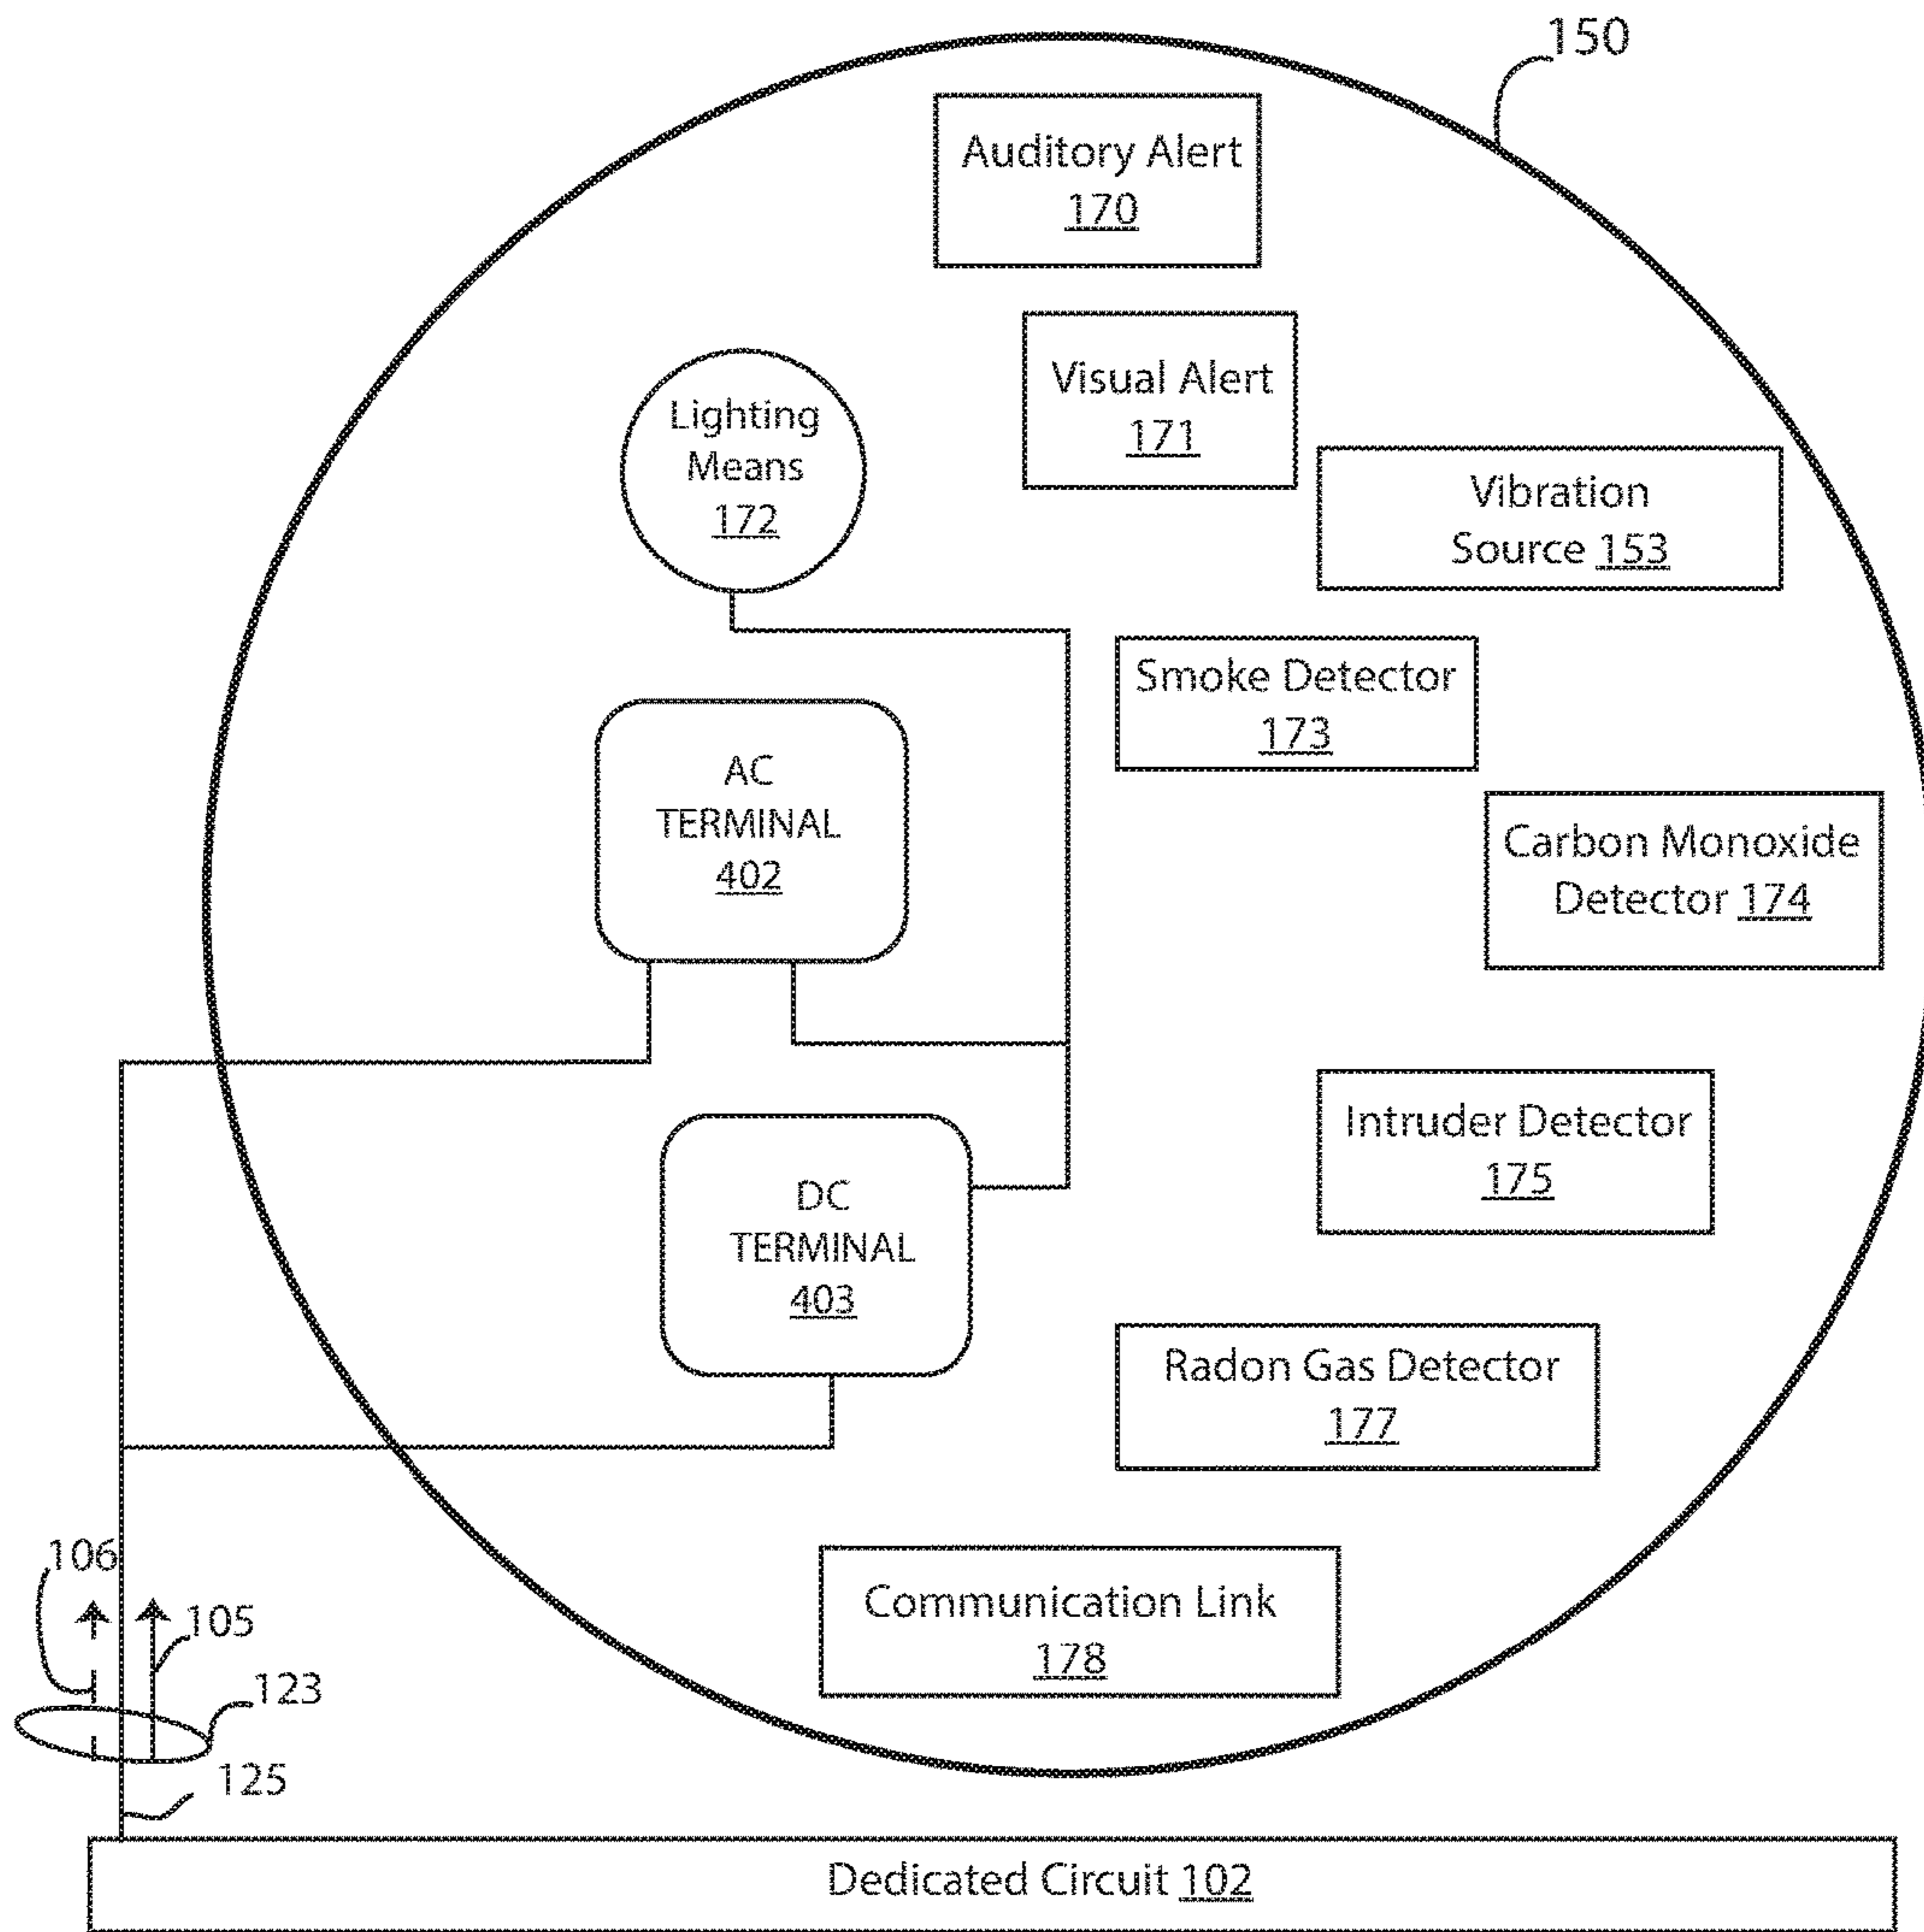 150
Auditory Alert
170
Visual Alert
171
Lighting
Means
172
Vibration
Source 153
Smoke Detector
173
AC
TERMINAL
402
Carbon Monoxide
Detector 174
Intruder Detector
175
DC
TERMINAL
403
Radon Gas Detector
177
106
Communication Link
178
105
123
125
Dedicated Circuit 102